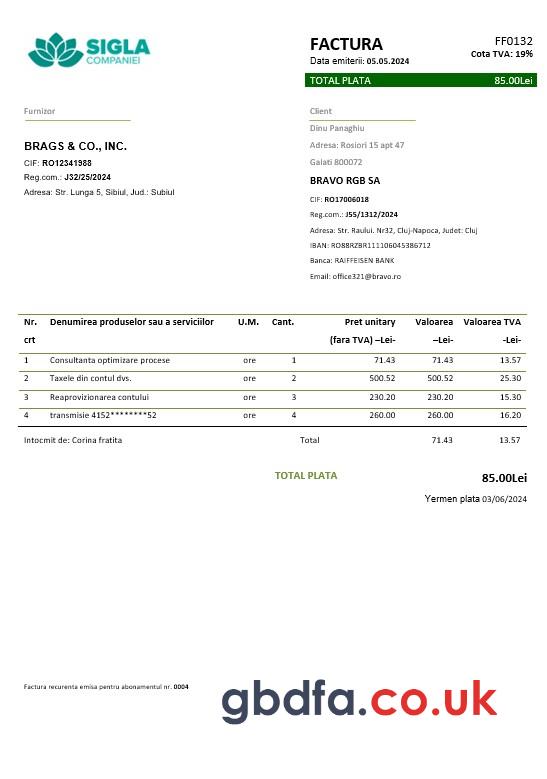 SIGLA
COMPANIEI
FACTURA
FF0132
Data emiterii: 05.05.2024
Cota TVA: 19%
TOTAL PLATA 85.00Lei
Furnizor
BRAGS & CO., INC.
CIF: RO12341988
Reg.com.: J32/25/2024
Adresa: Str. Lunga 5, Sibiul, Jud.: Subiul
Client
Dinu Panaghiu
Adresa: Rosiori 15 apt 47
Galati 800072
BRAVO RGB SA
CIF: RO17006018
Reg.com.: J55/1312/2024
Adresa: Str. Raului. Nr32, Cluj-Napoca, Judet: Cluj
IBAN: RO88RZBR111106045386712
Banca: RAIFFEISEN BANK
Email: office321@bravo.ro
Nr. Denumirea produselor sau a serviciilor U.M. Cant. Pret unitary Valoarea Valoarea TVA
crt (fara TVA) –Lei- –Lei- -Lei-
1 Consultanta optimizare procese ore 1 71.43 71.43 13.57
2 Taxele din contul dvs. ore 2 500.52 500.52 25.30
3 Reaprovizionarea contului ore 3 230.20 230.20 15.30
4 transmisie 4152********52 ore 4 260.00 260.00 16.20
Intocmit de: Corina fratita Total 71.43 13.57
TOTAL PLATA 85.00Lei
Yermen plata 03/06/2024
Factura recurenta emisa pentru abonamentul nr. 0004
gbdfa.co.uk